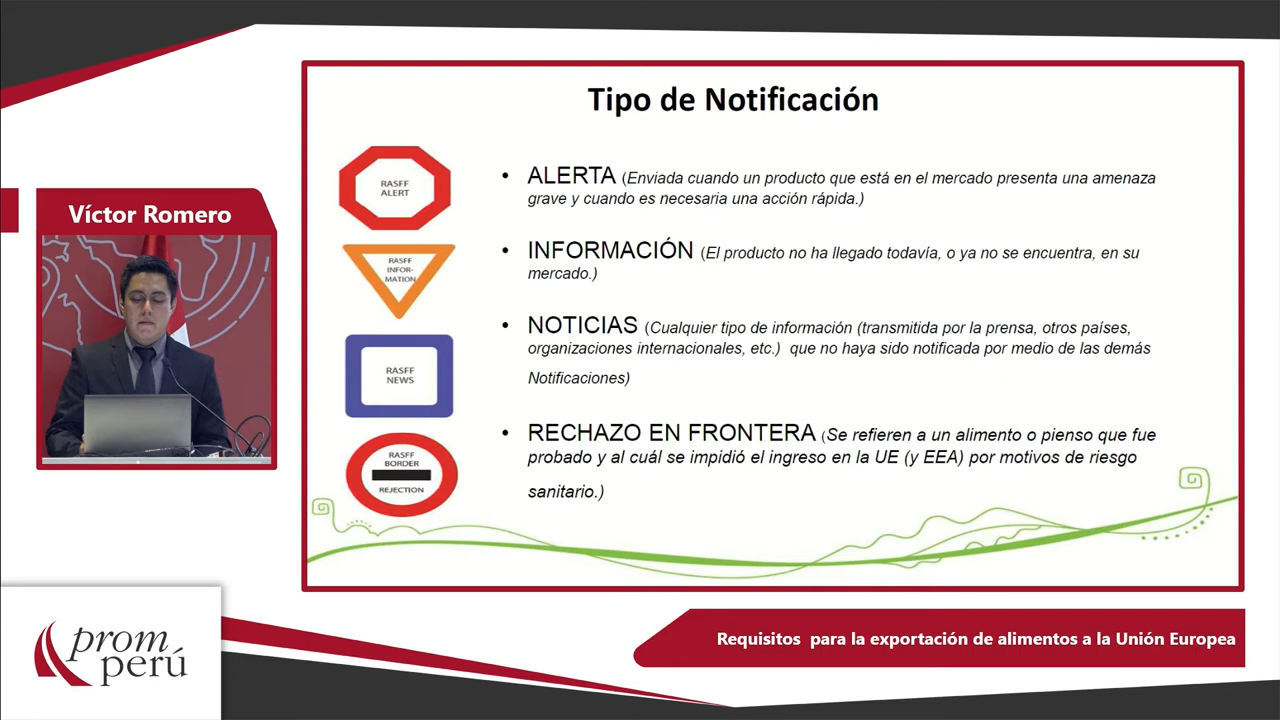 Tipo de Notificación
Víctor Romero
RASFF
ALERT
• ALERTA (Enviada cuando un producto que está en el mercado presenta una amenaza
grave y cuando es necesaria una acción rápida.)
RASFF
INFOR-
MATION
• INFORMACIÓN (El producto no ha llegado todavía, o ya no se encuentra, en su
mercado.)
RASFF
NEWS
• NOTICIAS (Cualquier tipo de información (transmitida por la prensa, otros países,
organizaciones internacionales, etc.) que no haya sido notificada por medio de las demás
Notificaciones)
RASFF
BORDER
REJECTION
• RECHAZO EN FRONTERA (Se refieren a un alimento o pienso que fue
probado y al cuál se impidió el ingreso en la UE (y EEA) por motivos de riesgo
sanitario.)
prom
perú
Requisitos para la exportación de alimentos a la Unión Europea